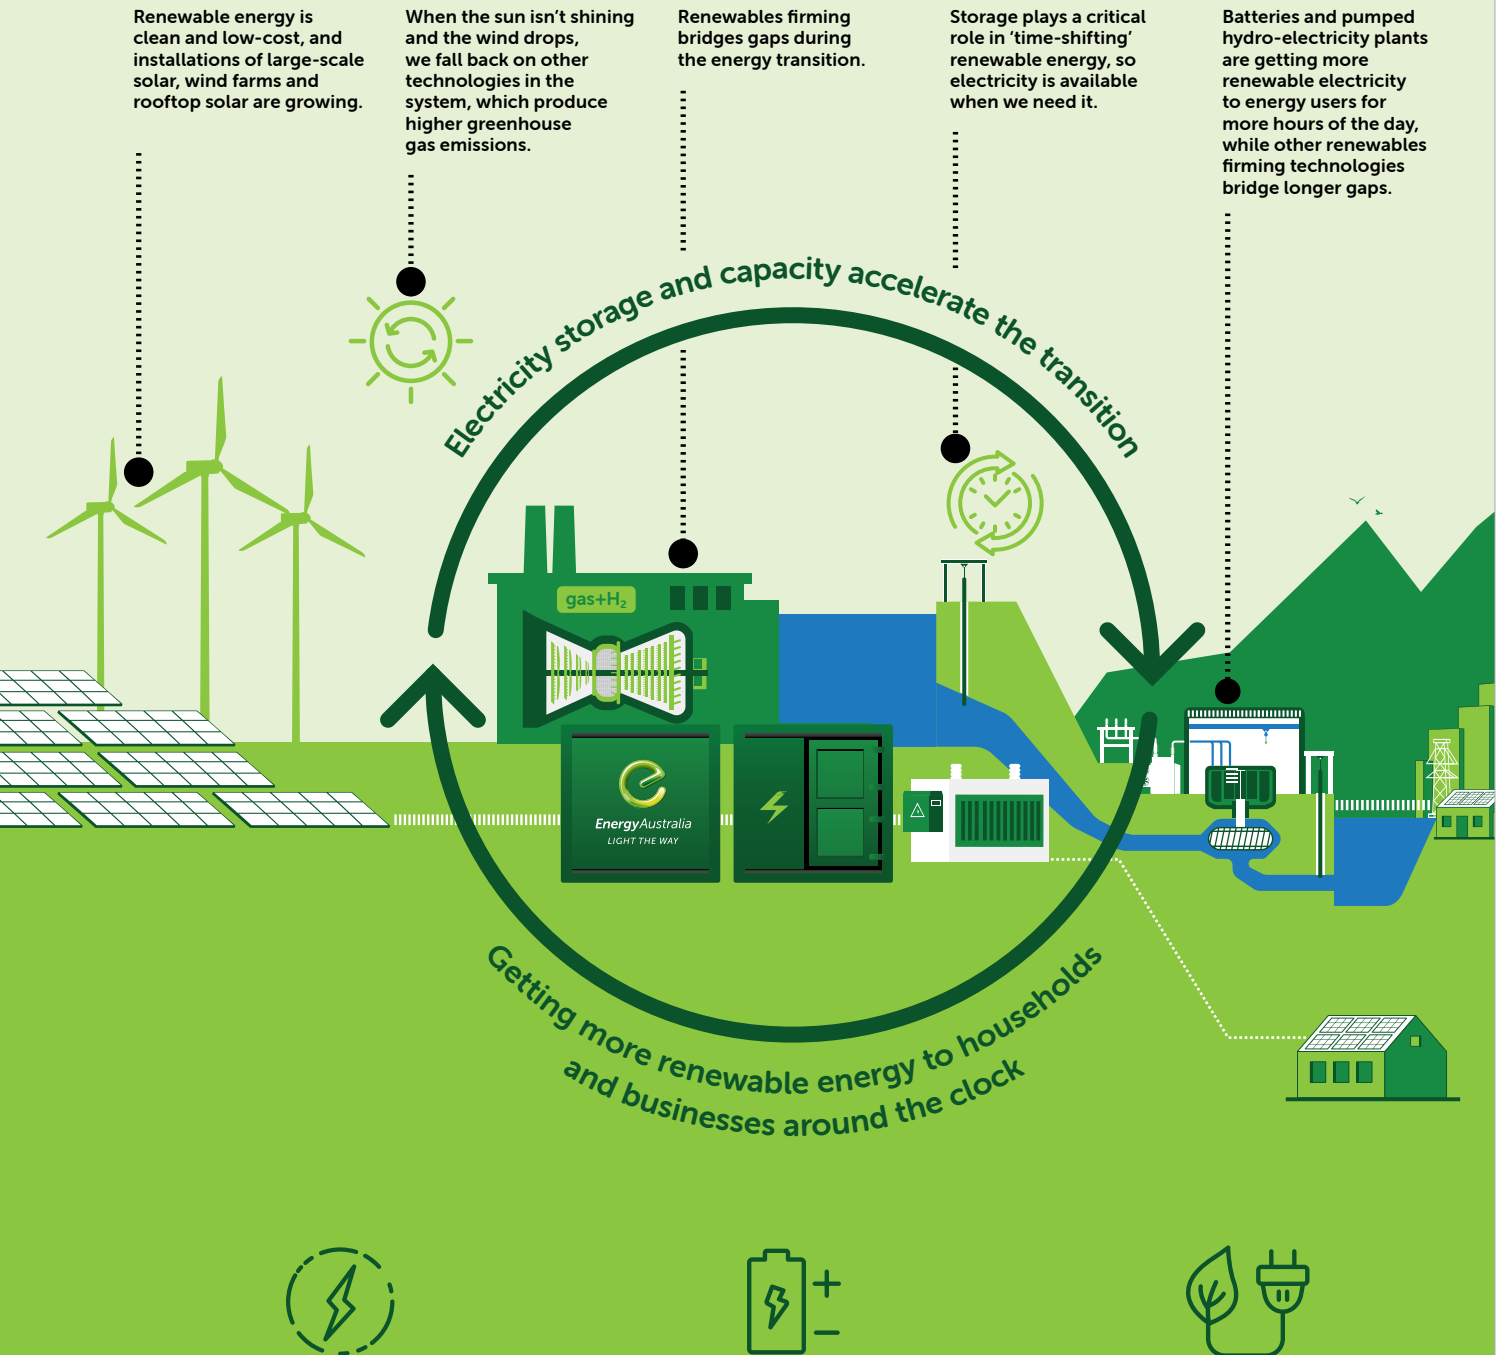 Renewable energy is
clean and low-cost, and
installations of large-scale
solar, wind farms and
rooftop solar are growing.
When the sun isn’t shining
and the wind drops,
we fall back on other
technologies in the
system, which produce
higher greenhouse
gas emissions.
Renewables firming
bridges gaps during
the energy transition.
Storage plays a critical
role in ‘time-shifting’
renewable energy, so
electricity is available
when we need it.
Batteries and pumped
hydro-electricity plants
are getting more
renewable electricity
to energy users for
more hours of the day,
while other renewables
firming technologies
bridge longer gaps.
Electricity storage and capacity accelerate the transition
gas+H₂
EnergyAustralia
LIGHT THE WAY
Getting more renewable energy to households
and businesses around the clock